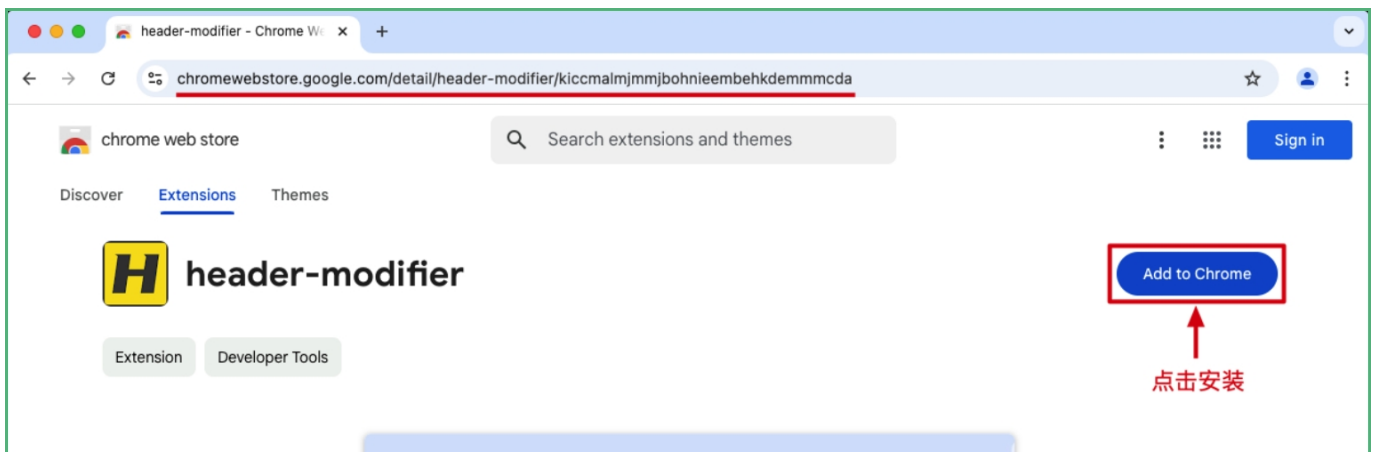 header-modifier - Chrome We
chromewebstore.google.com/detail/header-modifier/kiccmalmjmmjbohnieembehkdemmmcda
chrome web store
Search extensions and themes
Sign in
Discover
Extensions
Themes
H
header-modifier
Add to Chrome
Extension
Developer Tools
点击安装